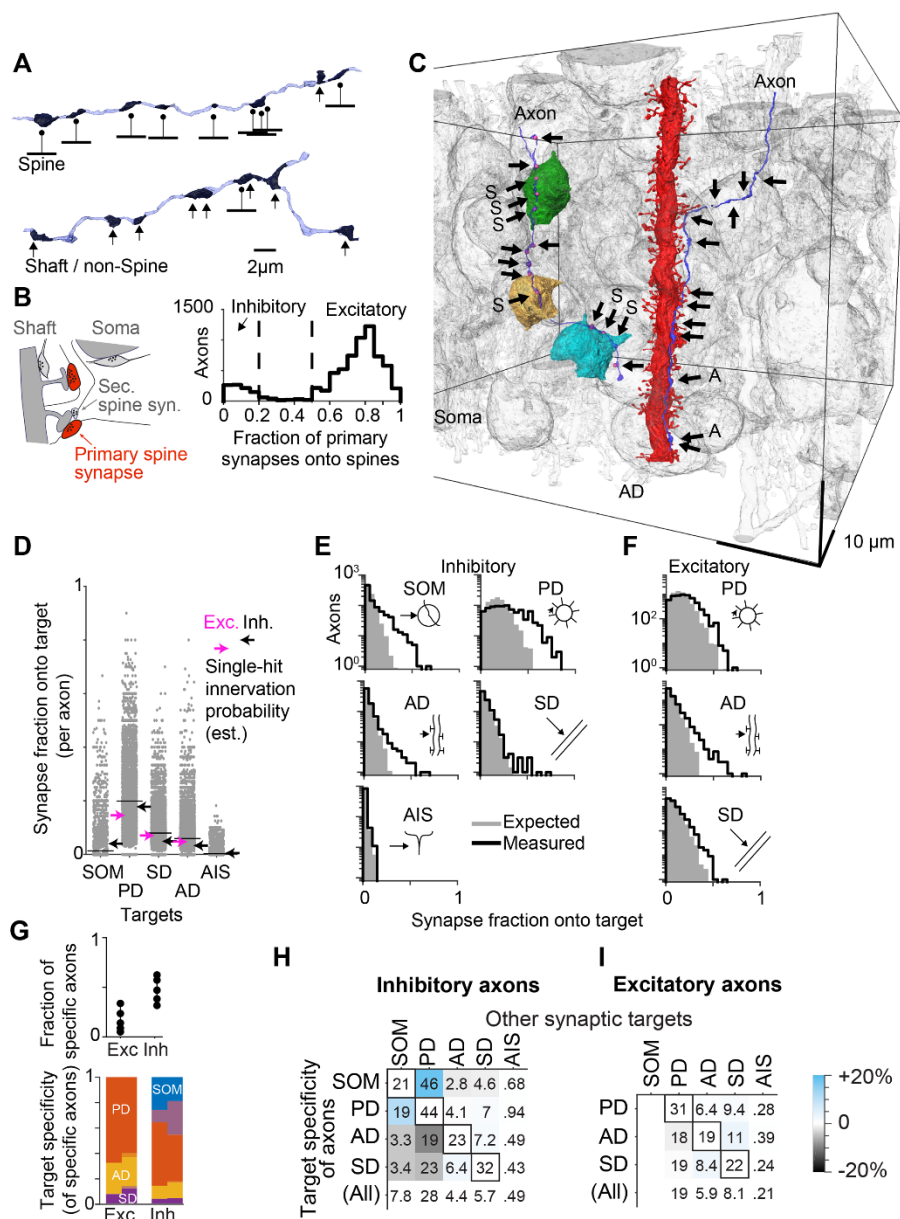 A
Spine
Shaft / non-Spine
2µm
B
Shaft
Soma
Sec.
spine syn.
Primary spine
synapse
1500
0
Axons
Inhibitory
Excitatory
0 0.2 0.4 0.6 0.8 1
Fraction of primary
synapses onto spines
C
Axon
Axon
S
S
S
S
S
S
S
A
A
Soma
AD
10 µm
D
Synapse fraction onto target
(per axon)
1
0
Exc. Inh.
Single-hit
innervation
probability
(est.)
SOM PD SD AD AIS
Targets
E
Inhibitory
Axons
10³
10⁰
SOM
PD
AD
SD
AIS
Expected
Measured
0 1
Synapse fraction onto target
F
Excitatory
10²
10⁰
PD
AD
SD
0 1
G
Fraction of
specific axons
1
0
Exc Inh
Target specificity
(of specific axons)
1
0
PD
AD
SD
SOM
Exc Inh
H
Inhibitory axons
Other synaptic targets
SOM PD AD SD AIS
Target specificity
of axons
SOM 21 46 2.8 4.6 .68
PD 19 44 4.1 7 .94
AD 3.3 19 23 7.2 .49
SD 3.4 23 6.4 32 .43
(All) 7.8 28 4.4 5.7 .49
I
Excitatory axons
SOM PD AD SD AIS
PD 31 6.4 9.4 .28
AD 18 19 11 .39
SD 19 8.4 22 .24
(All) 19 5.9 8.1 .21
+20%
0
-20%